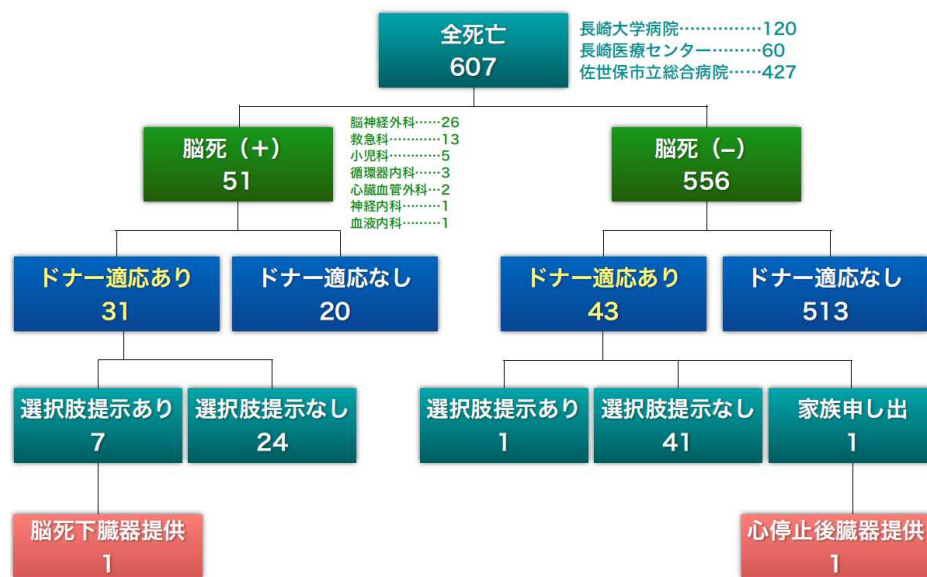 全死亡
607
長崎大学病院……………120
長崎医療センター………60
佐世保市立総合病院……427
脳死（+）
51
脳神経外科……26
救急科…………13
小児科…………5
循環器内科……3
心臓血管外科…2
神経内科………1
血液内科………1
脳死（−）
556
ドナー適応あり
31
ドナー適応なし
20
ドナー適応あり
43
ドナー適応なし
513
選択肢提示あり
7
選択肢提示なし
24
選択肢提示あり
1
選択肢提示なし
41
家族申し出
1
脳死下臓器提供
1
心停止後臓器提供
1